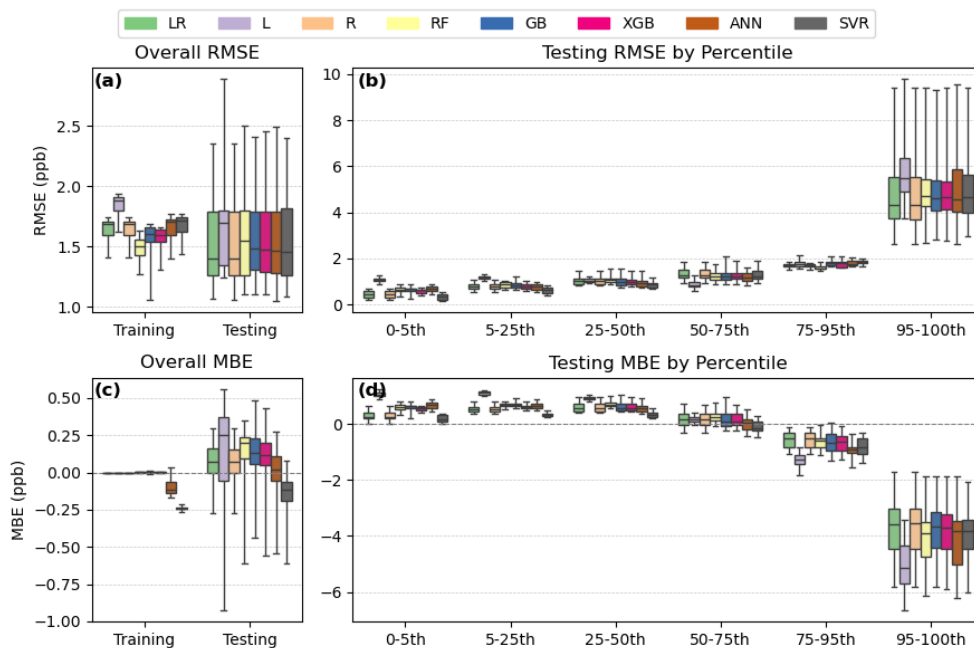 LR L R RF GB XGB ANN SVR
Overall RMSE
Testing RMSE by Percentile
(a)
RMSE (ppb)
2.5
2.0
1.5
1.0
Training Testing
(b)
10
8
6
4
2
0
0-5th 5-25th 25-50th 50-75th 75-95th 95-100th
Overall MBE
Testing MBE by Percentile
(c)
MBE (ppb)
0.50
0.25
0.00
−0.25
−0.50
−0.75
−1.00
Training Testing
(d)
0
−2
−4
−6
0-5th 5-25th 25-50th 50-75th 75-95th 95-100th